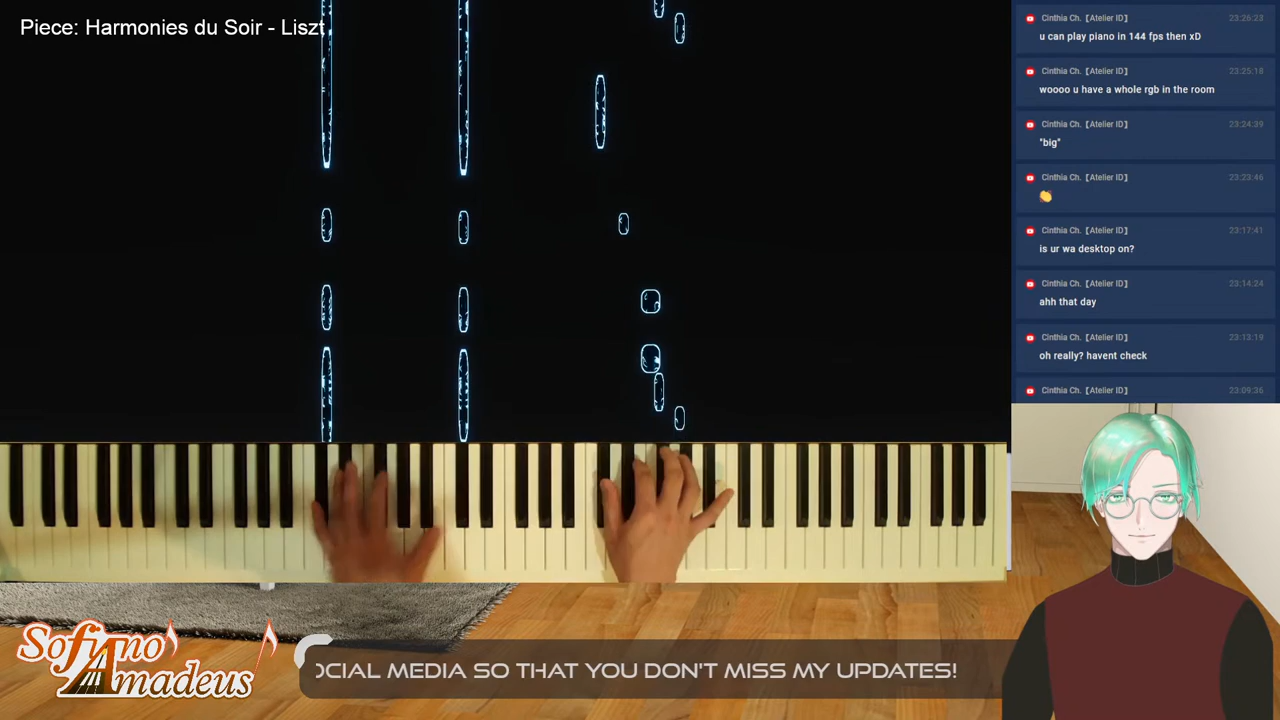 Piece: Harmonies du Soir - Liszt
Cinthia Ch.【Atelier ID】 23:26:23
u can play piano in 144 fps then xD
Cinthia Ch.【Atelier ID】 23:25:18
woooo u have a whole rgb in the room
Cinthia Ch.【Atelier ID】 23:24:39
"big"
Cinthia Ch.【Atelier ID】 23:23:46
Cinthia Ch.【Atelier ID】 23:17:41
is ur wa desktop on?
Cinthia Ch.【Atelier ID】 23:14:24
ahh that day
Cinthia Ch.【Atelier ID】 23:13:19
oh really? havent check
Cinthia Ch.【Atelier ID】 23:09:36
Sofiano
Amadeus
OCIAL MEDIA SO THAT YOU DON'T MISS MY UPDATES!